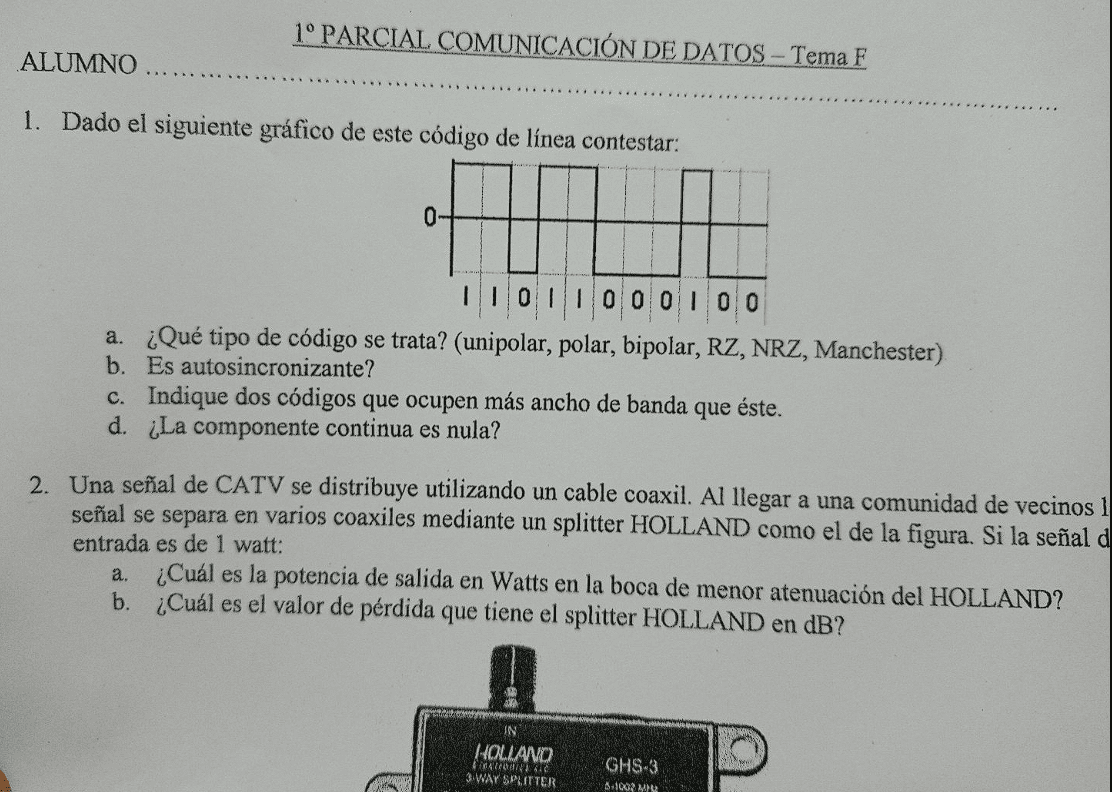 1º PARCIAL COMUNICACIÓN DE DATOS – Tema F
ALUMNO ........................................................................
1. Dado el siguiente gráfico de este código de línea contestar:
0
1 1 0 1 1 0 0 0 1 0 0
a. ¿Qué tipo de código se trata? (unipolar, polar, bipolar, RZ, NRZ, Manchester)
b. Es autosincronizante?
c. Indique dos códigos que ocupen más ancho de banda que éste.
d. ¿La componente continua es nula?
2. Una señal de CATV se distribuye utilizando un cable coaxil. Al llegar a una comunidad de vecinos l
señal se separa en varios coaxiles mediante un splitter HOLLAND como el de la figura. Si la señal d
entrada es de 1 watt:
a. ¿Cuál es la potencia de salida en Watts en la boca de menor atenuación del HOLLAND?
b. ¿Cuál es el valor de pérdida que tiene el splitter HOLLAND en dB?
IN
HOLLAND
GHS-3
3-WAY SPLITTER
5-1002 MHz